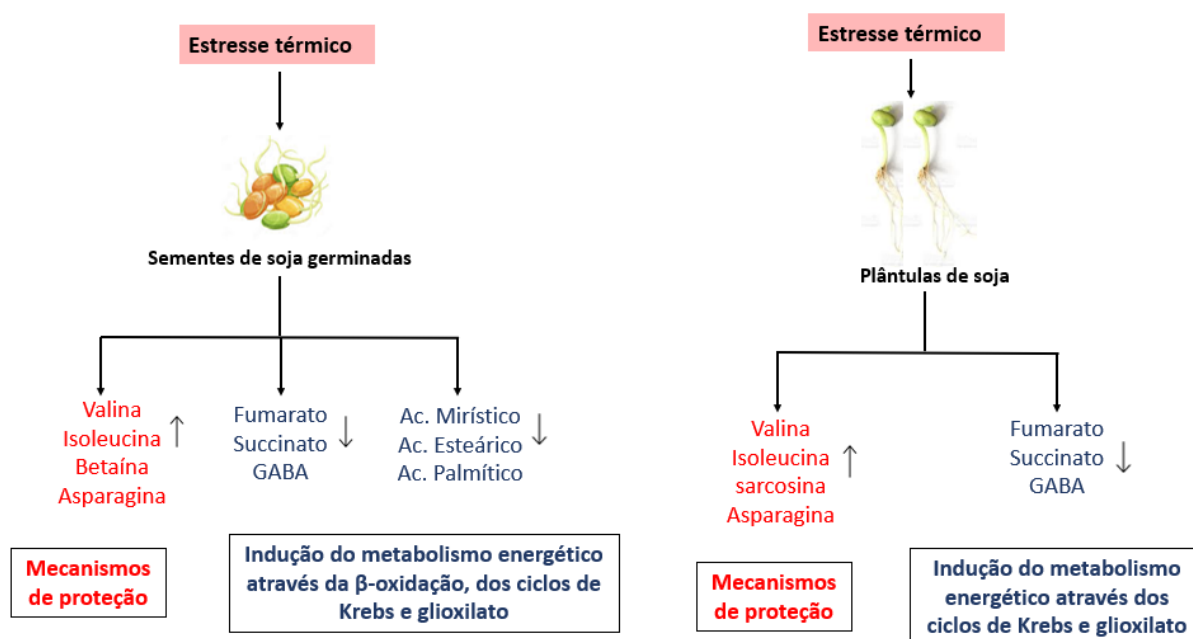 Estresse térmico
Sementes de soja germinadas
Valina
Isoleucina
Betaína
Asparagina
Fumarato
Succinato
GABA
Ac. Mirístico
Ac. Esteárico
Ac. Palmítico
Mecanismos
de proteção
Indução do metabolismo energético
através da β-oxidação, dos ciclos de
Krebs e glioxilato
Estresse térmico
Plântulas de soja
Valina
Isoleucina
sarcosina
Asparagina
Fumarato
Succinato
GABA
Mecanismos
de proteção
Indução do metabolismo
energético através dos
ciclos de Krebs e glioxilato